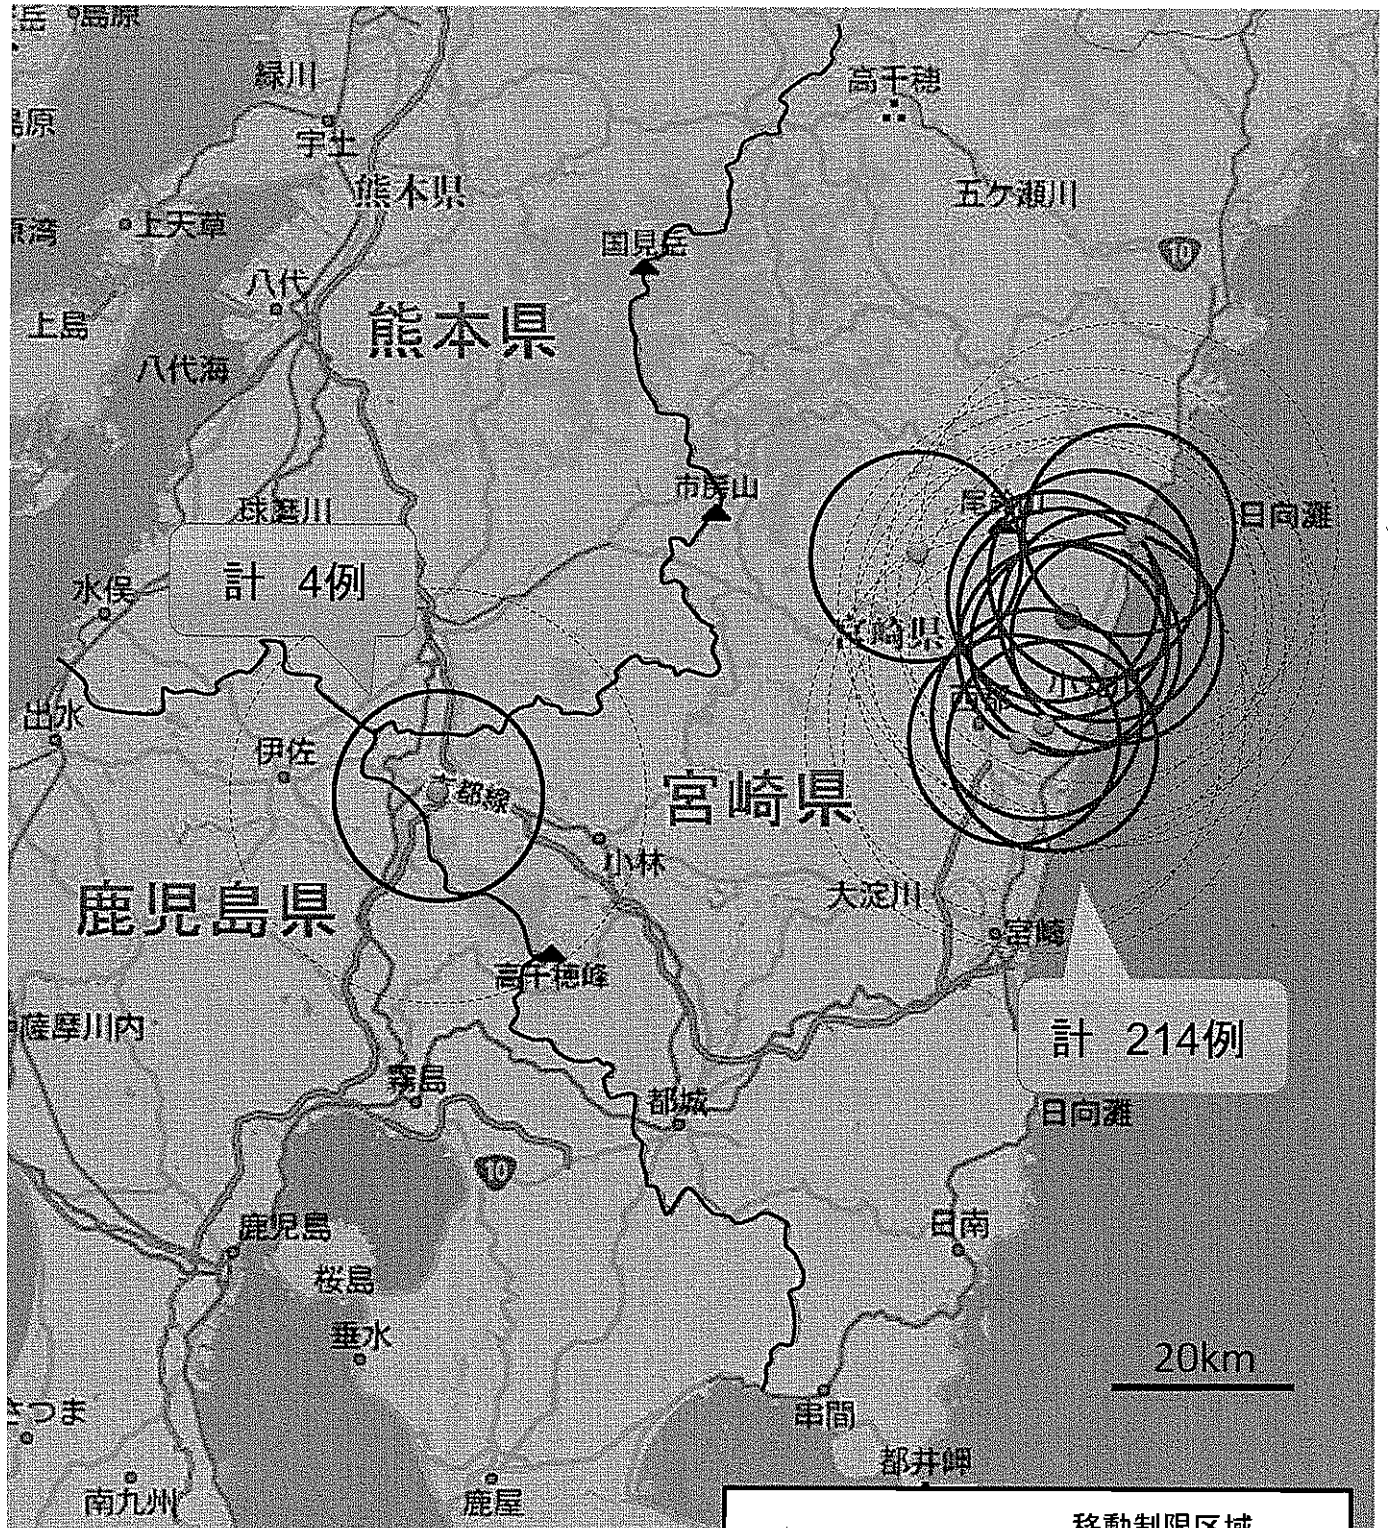 島原
緑川
高千穂
宇土
熊本県
五ケ瀬川
上天草
国見岳
10
八代
上島
熊本県
八代海
市房山
球磨川
日向灘
計 4例
水俣
宮崎県
西都
出水
伊佐
吉都線
宮崎県
小林
鹿児島県
大淀川
宮崎
高千穂峰
薩摩川内
計 214例
霧島
都城
日向灘
10
鹿児島
日南
桜島
垂水
20km
さつま
串間
都井岬
南九州
鹿屋
移動制限区域